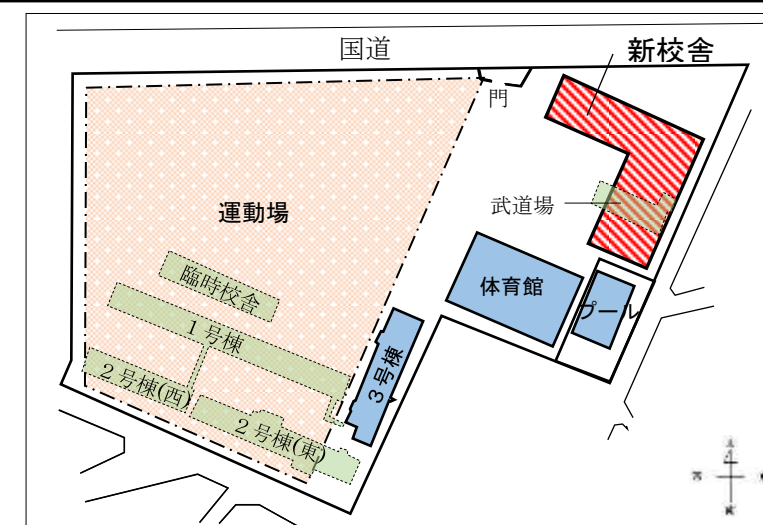 国道
新校舎
門
武道場
運動場
体育館
プール
臨時校舎
１号棟
３号棟
２号棟(西)
２号棟(東)